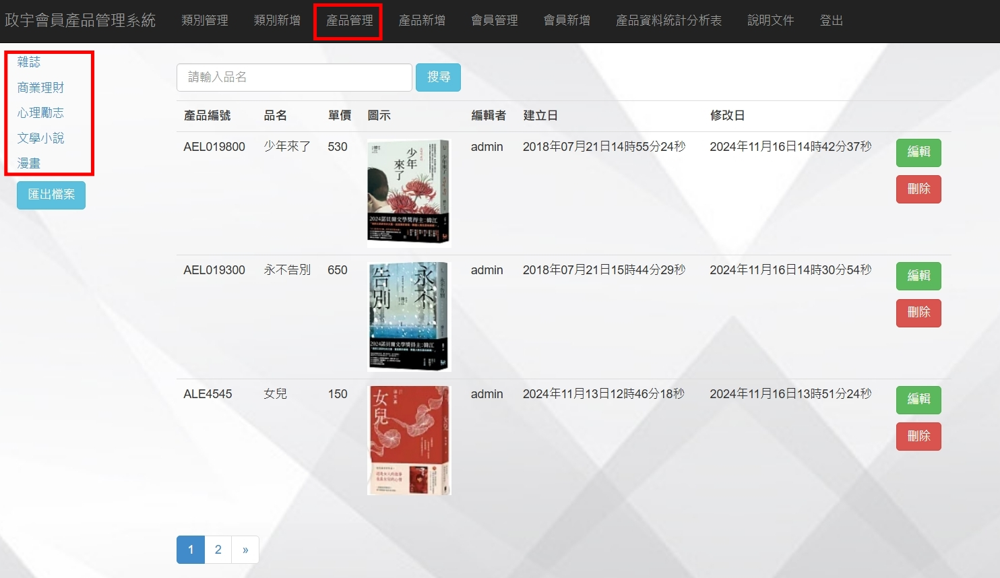 政宇會員產品管理系統 類別管理 類別新增 產品管理 產品新增 會員管理 會員新增 產品資料統計分析表 說明文件 登出
雜誌
商業理財
心理勵志
文學小說
漫畫
匯出檔案
請輸入品名 搜尋
產品編號 品名 單價 圖示 編輯者 建立日 修改日
AEL019800 少年來了 530 admin 2018年07月21日14時55分24秒 2024年11月16日14時42分37秒 編輯
刪除
少年
來了
少年來了
2024諾貝爾文學獎得主：韓江
AEL019300 永不告別 650 admin 2018年07月21日15時44分29秒 2024年11月16日14時30分54秒 編輯
刪除
永不
告別
2024諾貝爾文學獎得主：韓江
ALE4545 女兒 150 admin 2024年11月13日12時46分18秒 2024年11月16日13時51分24秒 編輯
刪除
女兒
女兒
1 2 »